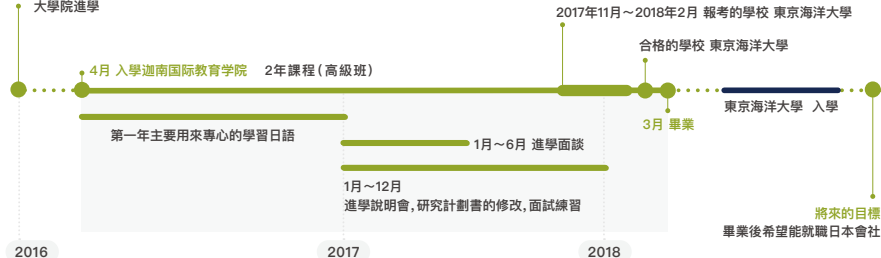 大學院進學
2017年11月～2018年2月 報考的學校 東京海洋大學
合格的學校 東京海洋大學
4月 入學迦南国际教育学院 2年課程(高級班)
東京海洋大學 入學
3月 畢業
第一年主要用來專心的學習日語
1月～6月 進學面談
1月～12月
進學說明會,研究計劃書的修改,面試練習
將來的目標
畢業後希望能就職日本會社
2016
2017
2018